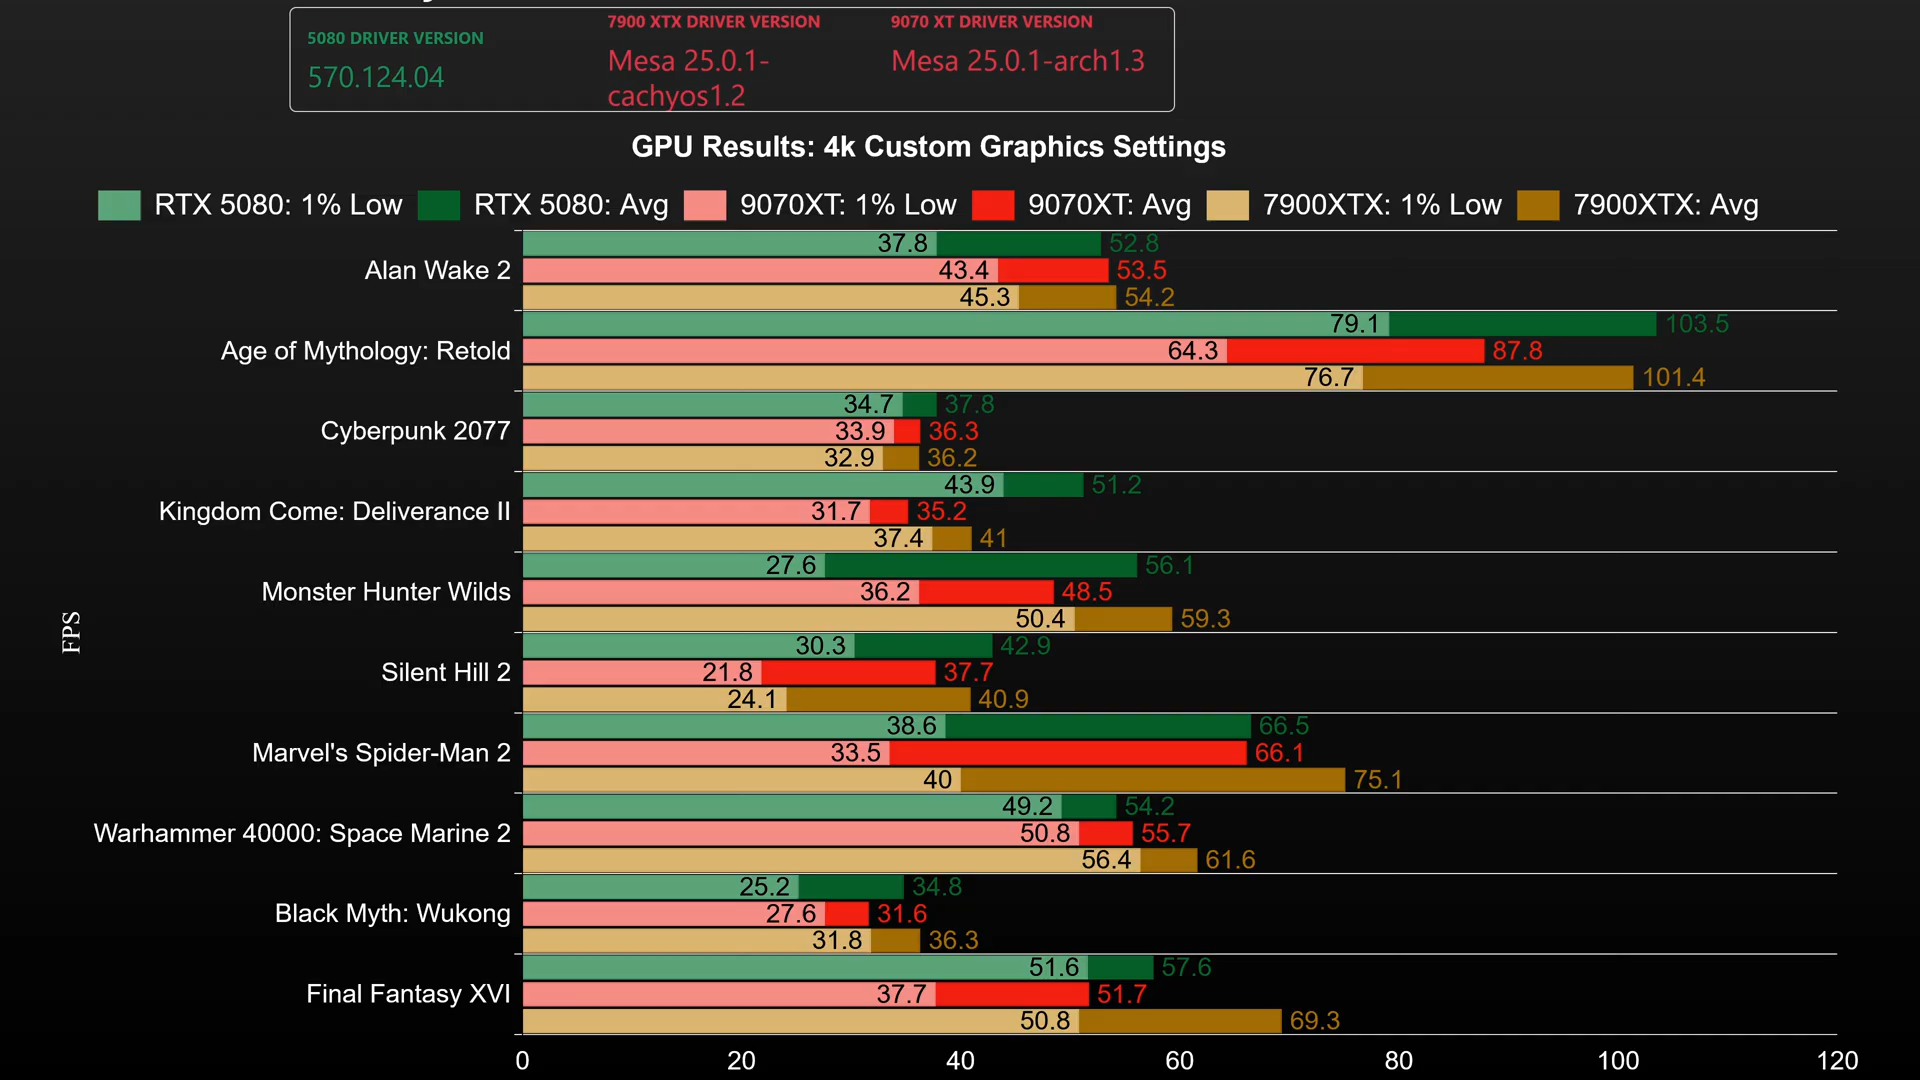 5080 DRIVER VERSION
570.124.04
7900 XTX DRIVER VERSION
Mesa 25.0.1-
cachyos1.2
9070 XT DRIVER VERSION
Mesa 25.0.1-arch1.3
GPU Results: 4k Custom Graphics Settings
RTX 5080: 1% Low RTX 5080: Avg 9070XT: 1% Low 9070XT: Avg 7900XTX: 1% Low 7900XTX: Avg
FPS
Alan Wake 2
37.8 52.8
43.4 53.5
45.3 54.2
Age of Mythology: Retold
79.1 103.5
64.3 87.8
76.7 101.4
Cyberpunk 2077
34.7 37.8
33.9 36.3
32.9 36.2
Kingdom Come: Deliverance II
43.9 51.2
31.7 35.2
37.4 41
Monster Hunter Wilds
27.6 56.1
36.2 48.5
50.4 59.3
Silent Hill 2
30.3 42.9
21.8 37.7
24.1 40.9
Marvel's Spider-Man 2
38.6 66.5
33.5 66.1
40 75.1
Warhammer 40000: Space Marine 2
49.2 54.2
50.8 55.7
56.4 61.6
Black Myth: Wukong
25.2 34.8
27.6 31.6
31.8 36.3
Final Fantasy XVI
51.6 57.6
37.7 51.7
50.8 69.3
0 20 40 60 80 100 120